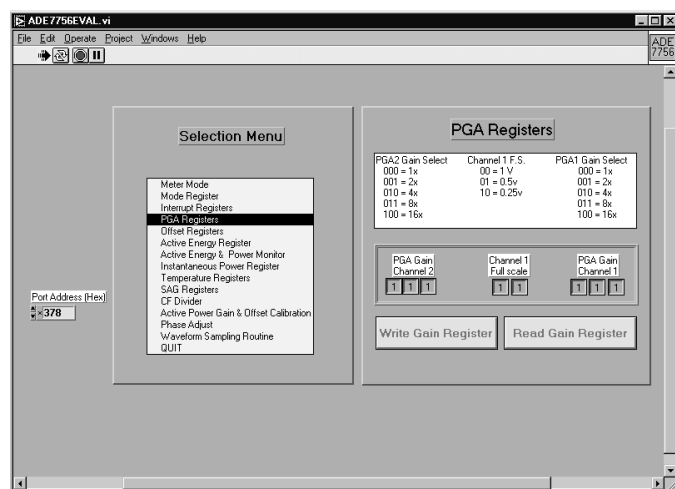 ADE7756EVAL.vi
File Edit Operate Project Windows Help
ADE
7756
Selection Menu
Meter Mode
Mode Register
Interrupt Registers
PGA Registers
Offset Registers
Active Energy Register
Active Energy & Power Monitor
Instantaneous Power Register
Temperature Registers
SAG Registers
CF Divider
Active Power Gain & Offset Calibration
Phase Adjust
Waveform Sampling Routine
QUIT
Port Address (Hex)
×378
PGA Registers
PGA2 Gain Select Channel 1 F.S. PGA1 Gain Select
000 = 1x 00 = 1 V 000 = 1x
001 = 2x 01 = 0.5v 001 = 2x
010 = 4x 10 = 0.25v 010 = 4x
011 = 8x 011 = 8x
100 = 16x 100 = 16x
PGA Gain Channel 1 PGA Gain
Channel 2 Full scale Channel 1
1 1 1 1 1 1 1 1
Write Gain Register Read Gain Register